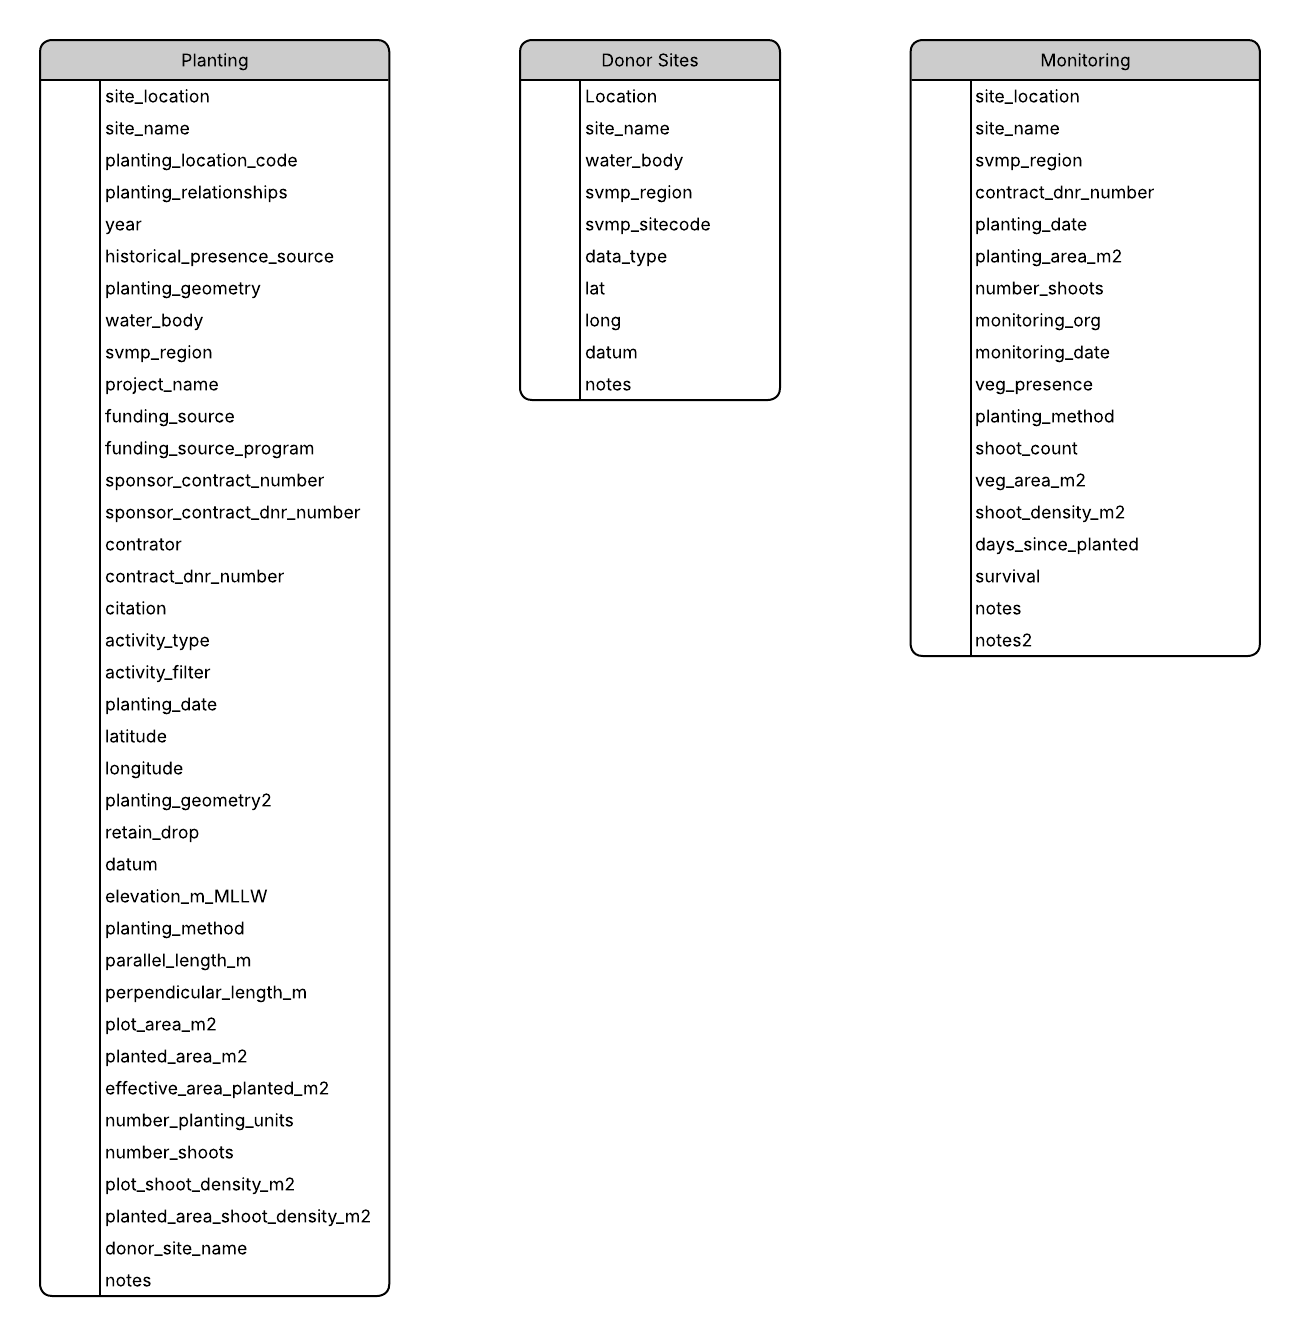 Planting
site_location
site_name
planting_location_code
planting_relationships
year
historical_presence_source
planting_geometry
water_body
svmp_region
project_name
funding_source
funding_source_program
sponsor_contract_number
sponsor_contract_dnr_number
contrator
contract_dnr_number
citation
activity_type
activity_filter
planting_date
latitude
longitude
planting_geometry2
retain_drop
datum
elevation_m_MLLW
planting_method
parallel_length_m
perpendicular_length_m
plot_area_m2
planted_area_m2
effective_area_planted_m2
number_planting_units
number_shoots
plot_shoot_density_m2
planted_area_shoot_density_m2
donor_site_name
notes
Donor Sites
Location
site_name
water_body
svmp_region
svmp_sitecode
data_type
lat
long
datum
notes
Monitoring
site_location
site_name
svmp_region
contract_dnr_number
planting_date
planting_area_m2
number_shoots
monitoring_org
monitoring_date
veg_presence
planting_method
shoot_count
veg_area_m2
shoot_density_m2
days_since_planted
survival
notes
notes2